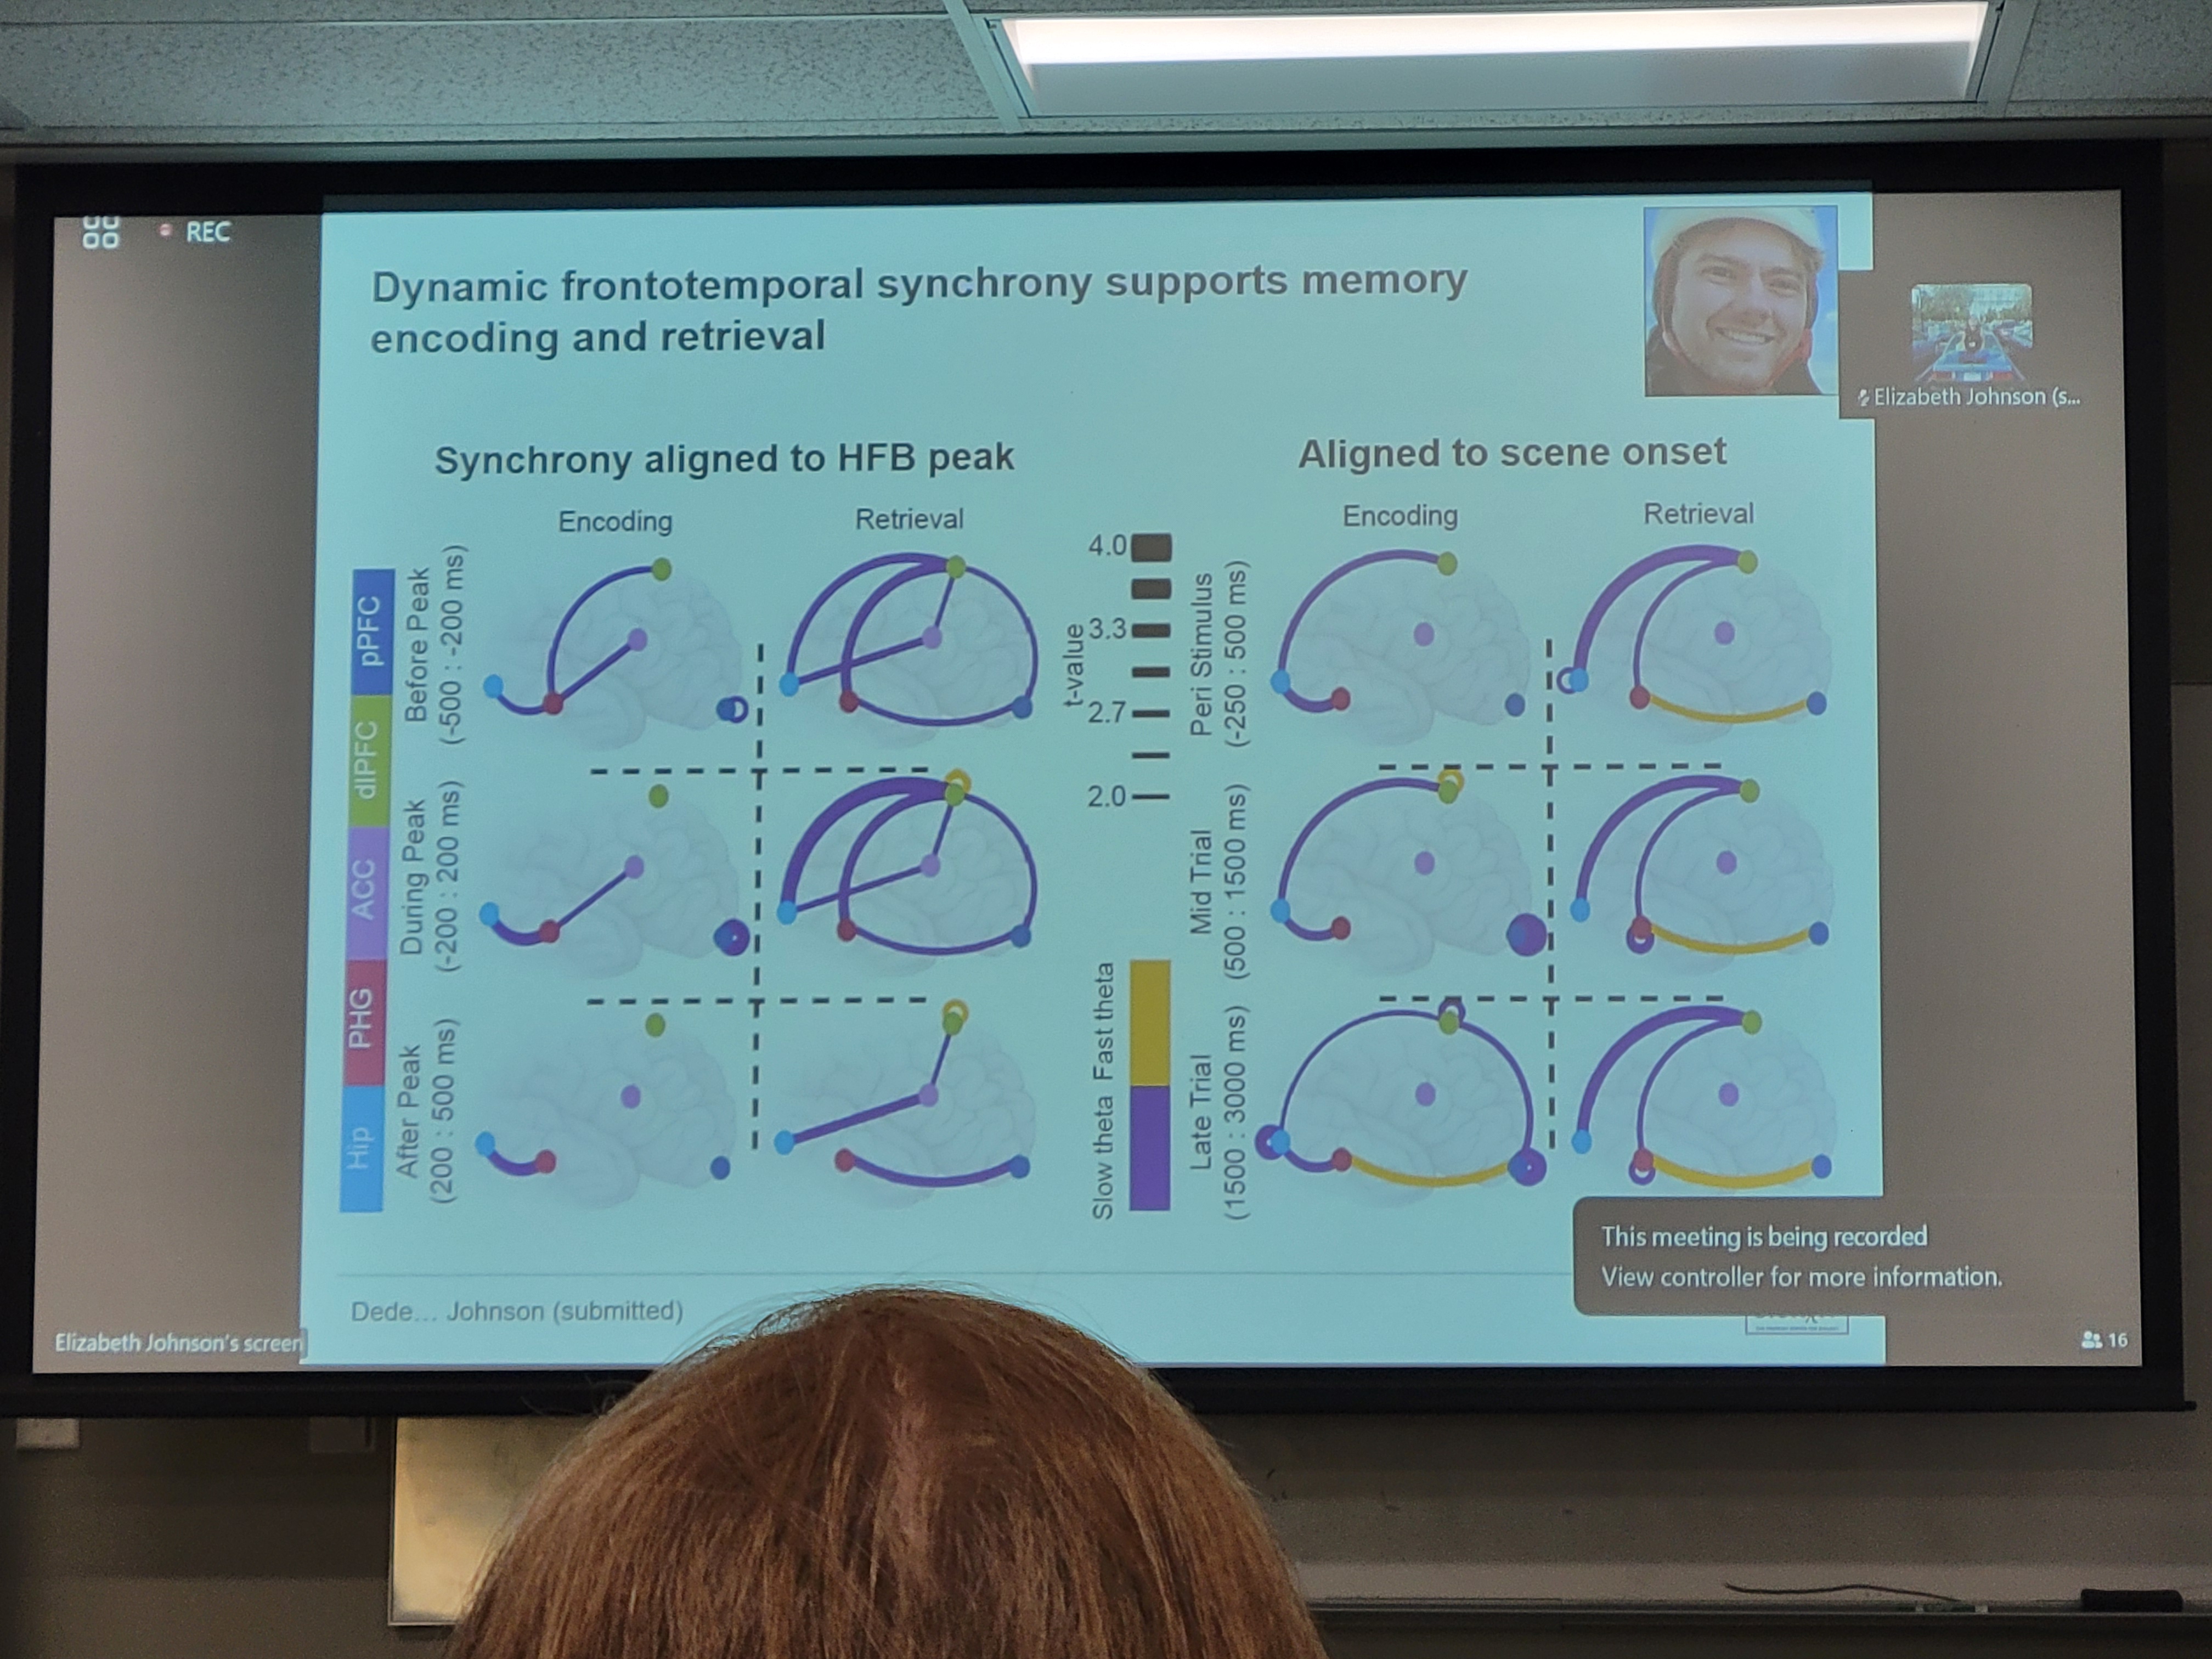 REC
Dynamic frontotemporal synchrony supports memory
encoding and retrieval
Elizabeth Johnson (s...
Synchrony aligned to HFB peak
Aligned to scene onset
Encoding
Retrieval
Encoding
Retrieval
pPFC
dlPFC
ACC
PHG
Hip
Before Peak
(-500 : -200 ms)
During Peak
(-200 : 200 ms)
After Peak
(200 : 500 ms)
t-value
4.0
3.3
2.7
2.0
Slow theta Fast theta
Peri Stimulus
(-250 : 500 ms)
Mid Trial
(500 : 1500 ms)
Late Trial
(1500 : 3000 ms)
This meeting is being recorded
View controller for more information.
Dede... Johnson (submitted)
Elizabeth Johnson's screen
16